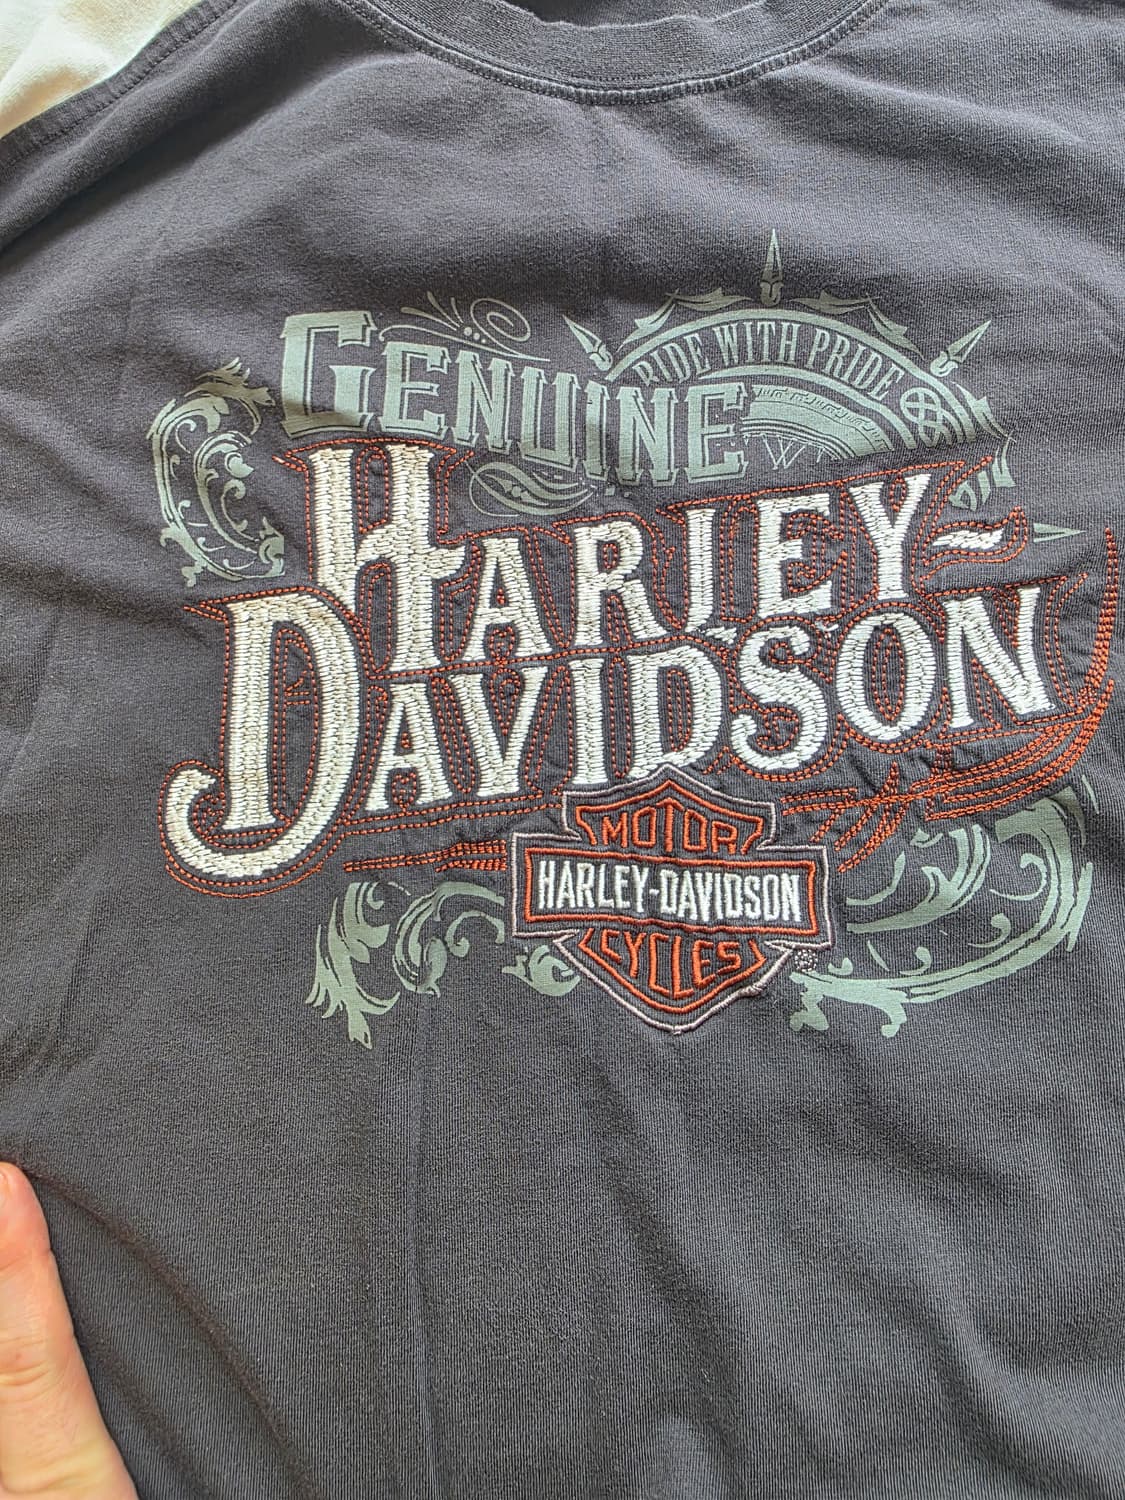 GENUINE
RIDE WITH PRIDE
HARLEY-
DAVIDSON
MOTOR
HARLEY-DAVIDSON
CYCLES